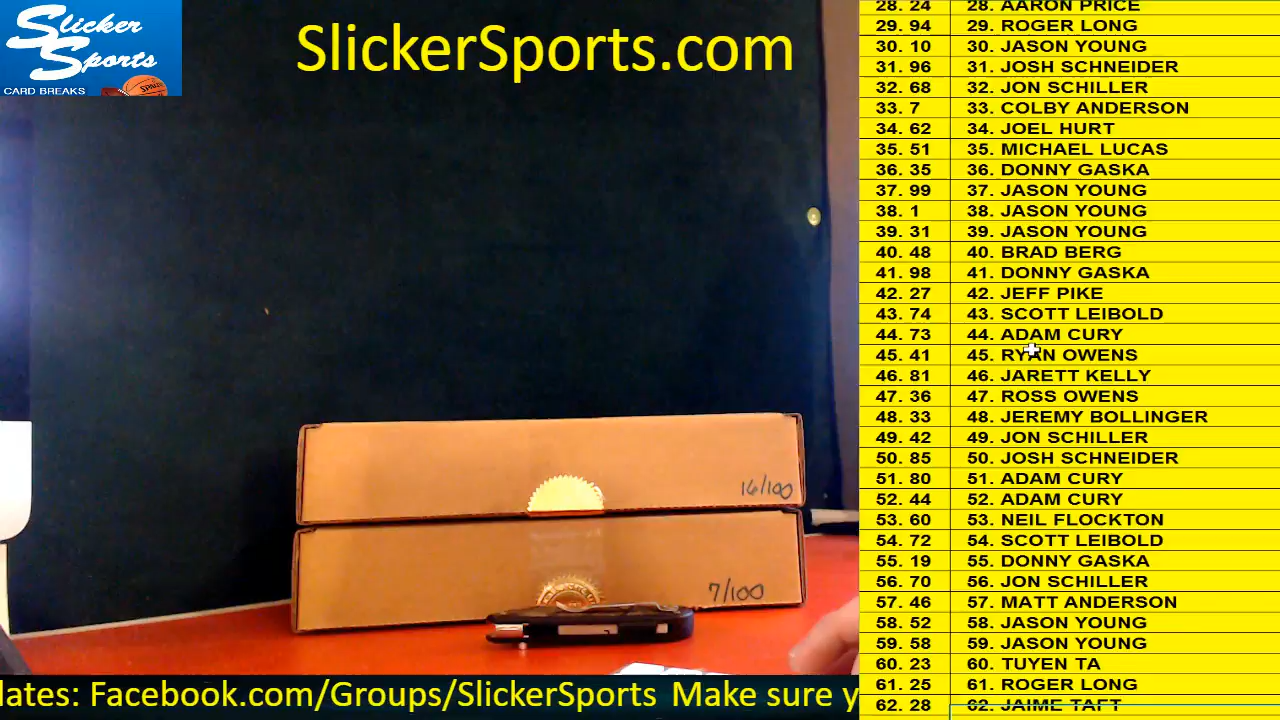 Slicker
Sports
CARD BREAKS
SPALDING
SlickerSports.com
16/100
7/100
lates: Facebook.com/Groups/SlickerSports Make sure y
28. 24 28. AARON PRICE
29. 94 29. ROGER LONG
30. 10 30. JASON YOUNG
31. 96 31. JOSH SCHNEIDER
32. 68 32. JON SCHILLER
33. 7 33. COLBY ANDERSON
34. 62 34. JOEL HURT
35. 51 35. MICHAEL LUCAS
36. 35 36. DONNY GASKA
37. 99 37. JASON YOUNG
38. 1 38. JASON YOUNG
39. 31 39. JASON YOUNG
40. 48 40. BRAD BERG
41. 98 41. DONNY GASKA
42. 27 42. JEFF PIKE
43. 74 43. SCOTT LEIBOLD
44. 73 44. ADAM CURY
45. 41 45. RYAN OWENS
46. 81 46. JARETT KELLY
47. 36 47. ROSS OWENS
48. 33 48. JEREMY BOLLINGER
49. 42 49. JON SCHILLER
50. 85 50. JOSH SCHNEIDER
51. 80 51. ADAM CURY
52. 44 52. ADAM CURY
53. 60 53. NEIL FLOCKTON
54. 72 54. SCOTT LEIBOLD
55. 19 55. DONNY GASKA
56. 70 56. JON SCHILLER
57. 46 57. MATT ANDERSON
58. 52 58. JASON YOUNG
59. 58 59. JASON YOUNG
60. 23 60. TUYEN TA
61. 25 61. ROGER LONG
62. 28 62. JAIME TAFT